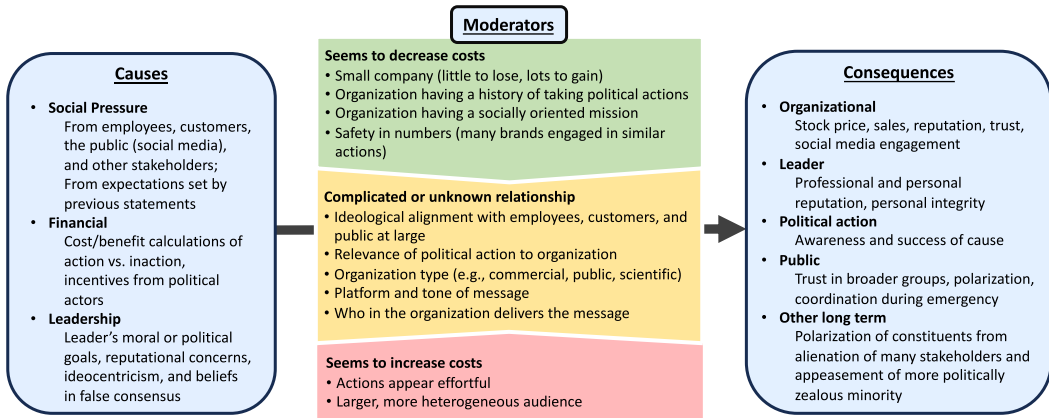 Moderators
Causes
• Social Pressure
From employees, customers,
the public (social media),
and other stakeholders;
From expectations set by
previous statements
• Financial
Cost/benefit calculations of
action vs. inaction,
incentives from political
actors
• Leadership
Leader's moral or political
goals, reputational concerns,
ideocentricism, and beliefs
in false consensus
Seems to decrease costs
• Small company (little to lose, lots to gain)
• Organization having a history of taking political actions
• Organization having a socially oriented mission
• Safety in numbers (many brands engaged in similar
actions)
Complicated or unknown relationship
• Ideological alignment with employees, customers, and
public at large
• Relevance of political action to organization
• Organization type (e.g., commercial, public, scientific)
• Platform and tone of message
• Who in the organization delivers the message
Seems to increase costs
• Actions appear effortful
• Larger, more heterogeneous audience
Consequences
• Organizational
Stock price, sales, reputation, trust,
social media engagement
• Leader
Professional and personal
reputation, personal integrity
• Political action
Awareness and success of cause
• Public
Trust in broader groups, polarization,
coordination during emergency
• Other long term
Polarization of constituents from
alienation of many stakeholders and
appeasement of more politically
zealous minority